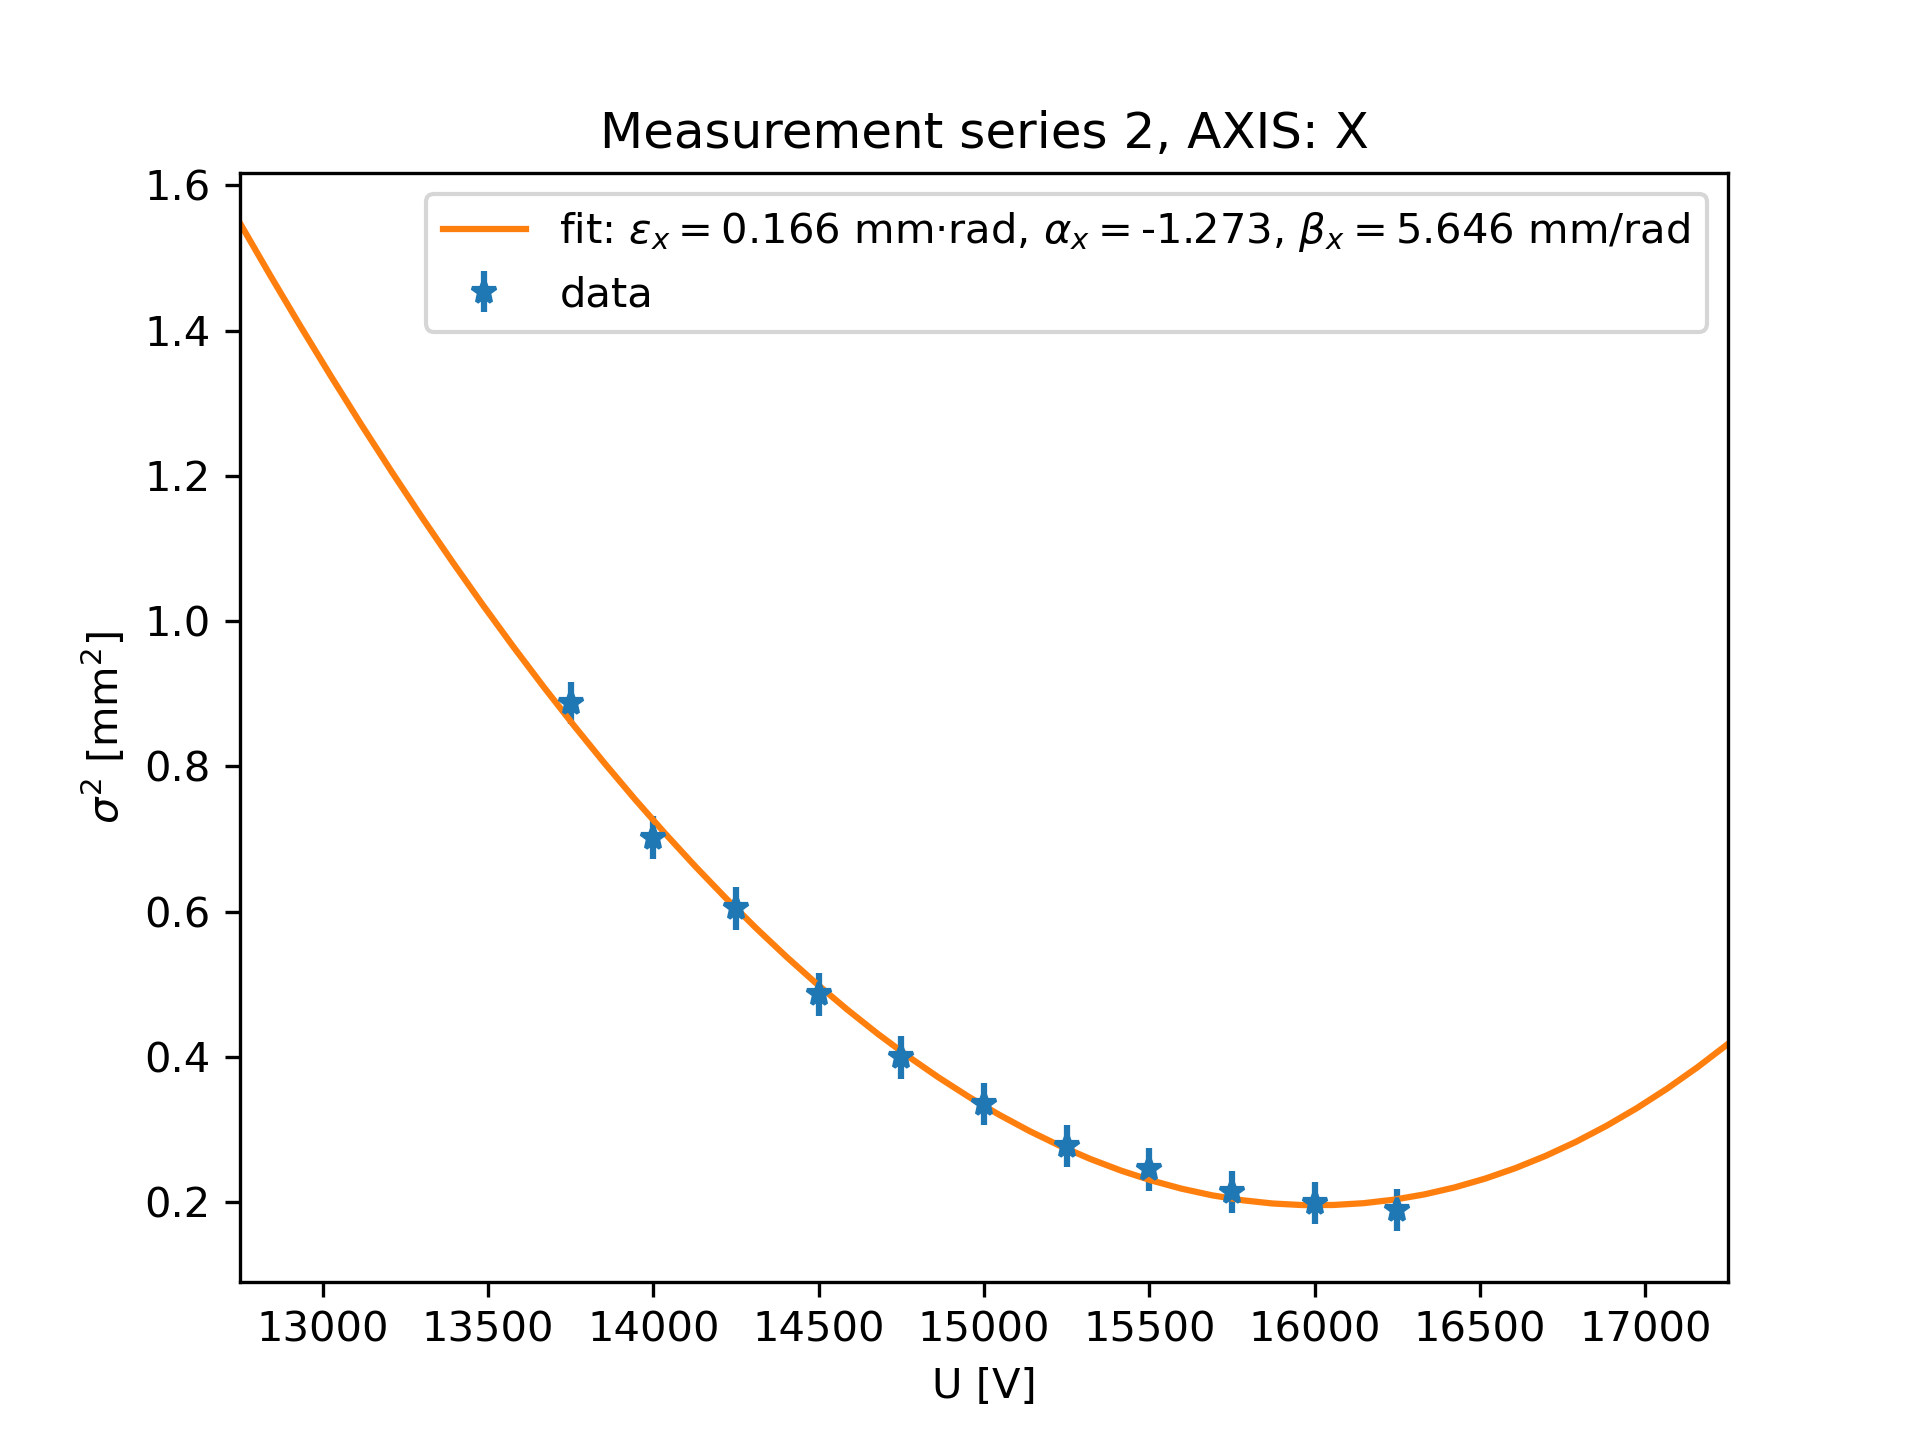 Measurement series 2, AXIS: X
fit: εx = 0.166 mm·rad, αx = -1.273, βx = 5.646 mm/rad
data
1.6
1.4
1.2
1.0
0.8
0.6
0.4
0.2
σ² [mm²]
13000 13500 14000 14500 15000 15500 16000 16500 17000
U [V]